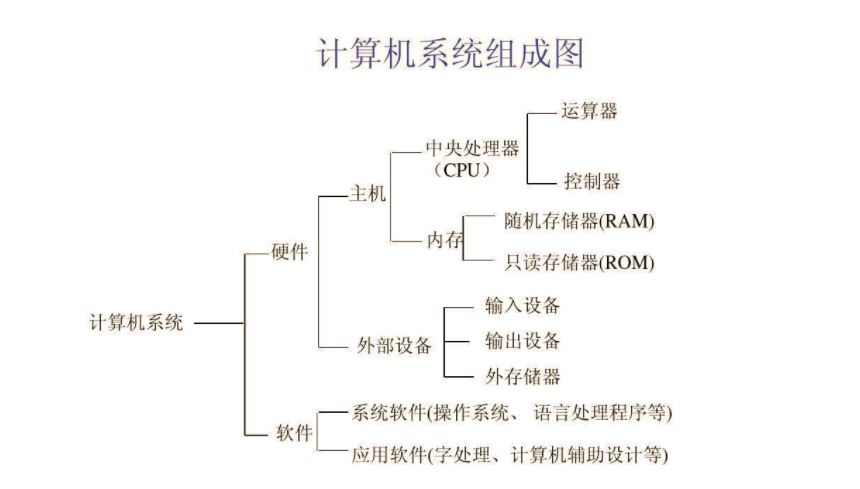 计算机系统组成图
运算器
中央处理器
（CPU）
控制器
主机
随机存储器(RAM)
内存
硬件
只读存储器(ROM)
输入设备
计算机系统
外部设备
输出设备
外存储器
系统软件(操作系统、 语言处理程序等)
软件
应用软件(字处理、计算机辅助设计等)